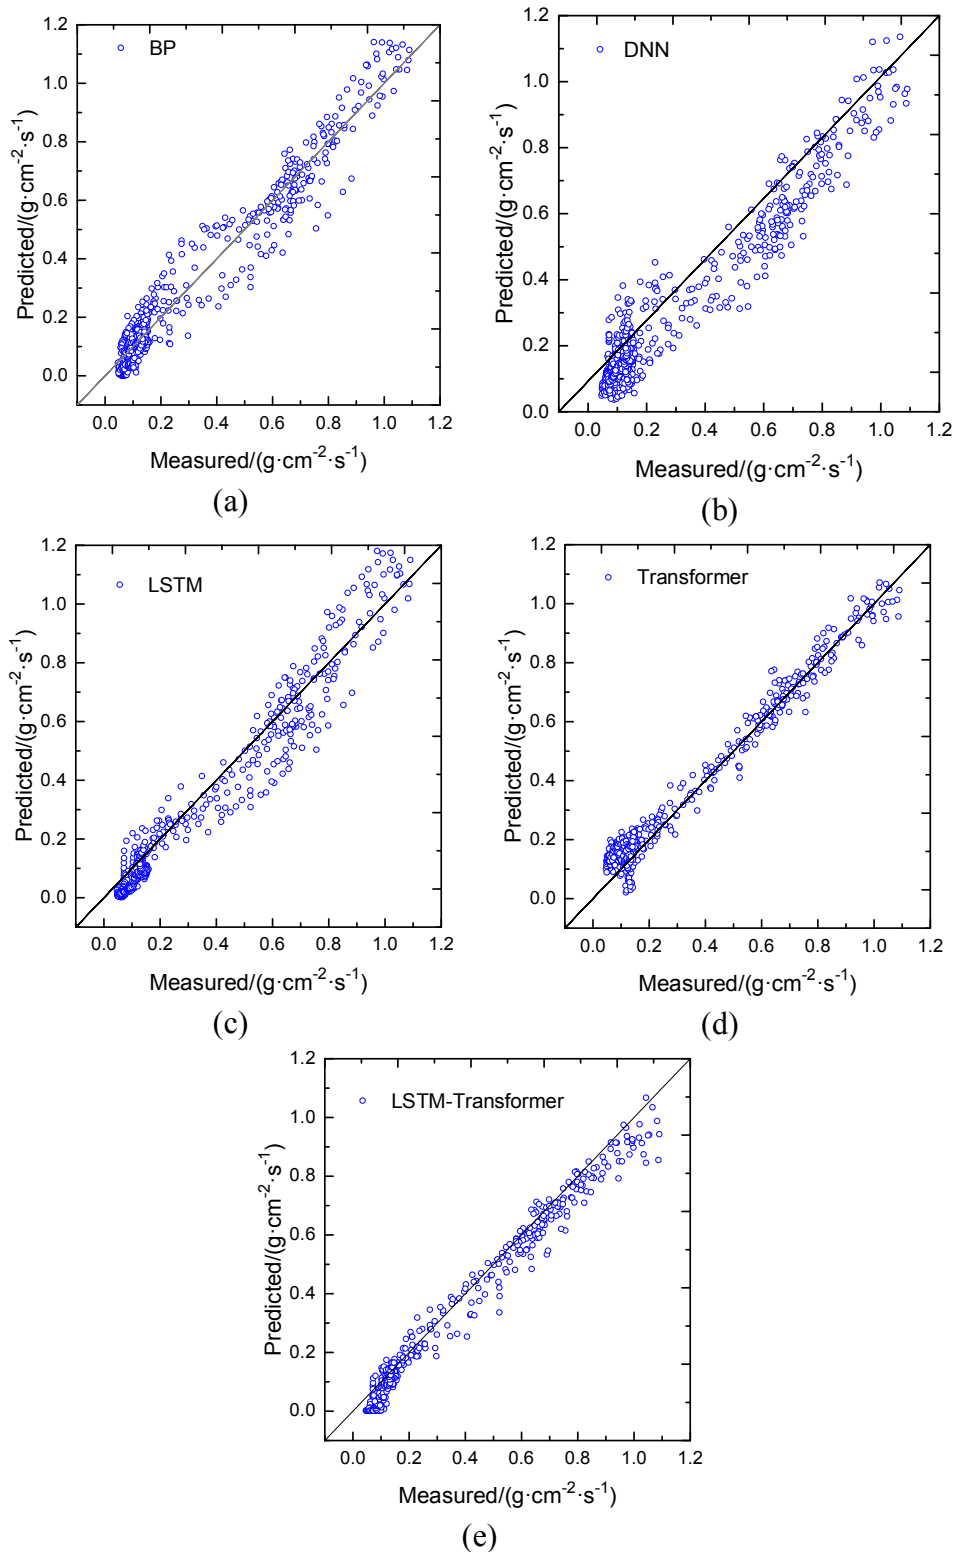 BP
1.2
1.0
0.8
0.6
0.4
0.2
0.0
Predicted/(g·cm⁻²·s⁻¹)
0.0 0.2 0.4 0.6 0.8 1.0 1.2
Measured/(g·cm⁻²·s⁻¹)
(a)
DNN
1.2
1.0
0.8
0.6
0.4
0.2
0.0
Predicted/(g·cm⁻²·s⁻¹)
0.0 0.2 0.4 0.6 0.8 1.0 1.2
Measured/(g·cm⁻²·s⁻¹)
(b)
LSTM
1.2
1.0
0.8
0.6
0.4
0.2
0.0
Predicted/(g·cm⁻²·s⁻¹)
0.0 0.2 0.4 0.6 0.8 1.0 1.2
Measured/(g·cm⁻²·s⁻¹)
(c)
Transformer
1.2
1.0
0.8
0.6
0.4
0.2
0.0
Predicted/(g·cm⁻²·s⁻¹)
0.0 0.2 0.4 0.6 0.8 1.0 1.2
Measured/(g·cm⁻²·s⁻¹)
(d)
LSTM-Transformer
1.2
1.0
0.8
0.6
0.4
0.2
0.0
Predicted/(g·cm⁻²·s⁻¹)
0.0 0.2 0.4 0.6 0.8 1.0 1.2
Measured/(g·cm⁻²·s⁻¹)
(e)